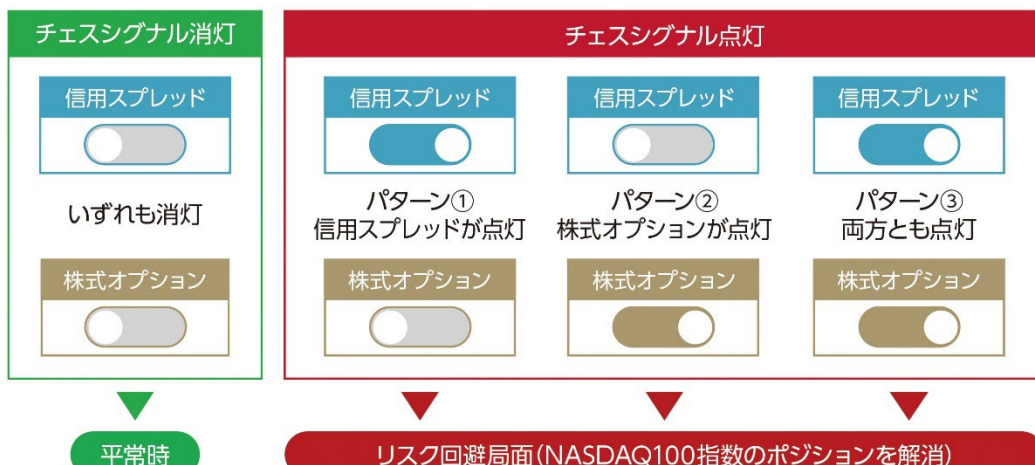 チェスシグナル消灯
信用スプレッド
いずれも消灯
株式オプション
平常時
チェスシグナル点灯
信用スプレッド
パターン①
信用スプレッドが点灯
株式オプション
信用スプレッド
パターン②
株式オプションが点灯
株式オプション
信用スプレッド
パターン③
両方とも点灯
株式オプション
リスク回避局面(NASDAQ100指数のポジションを解消)